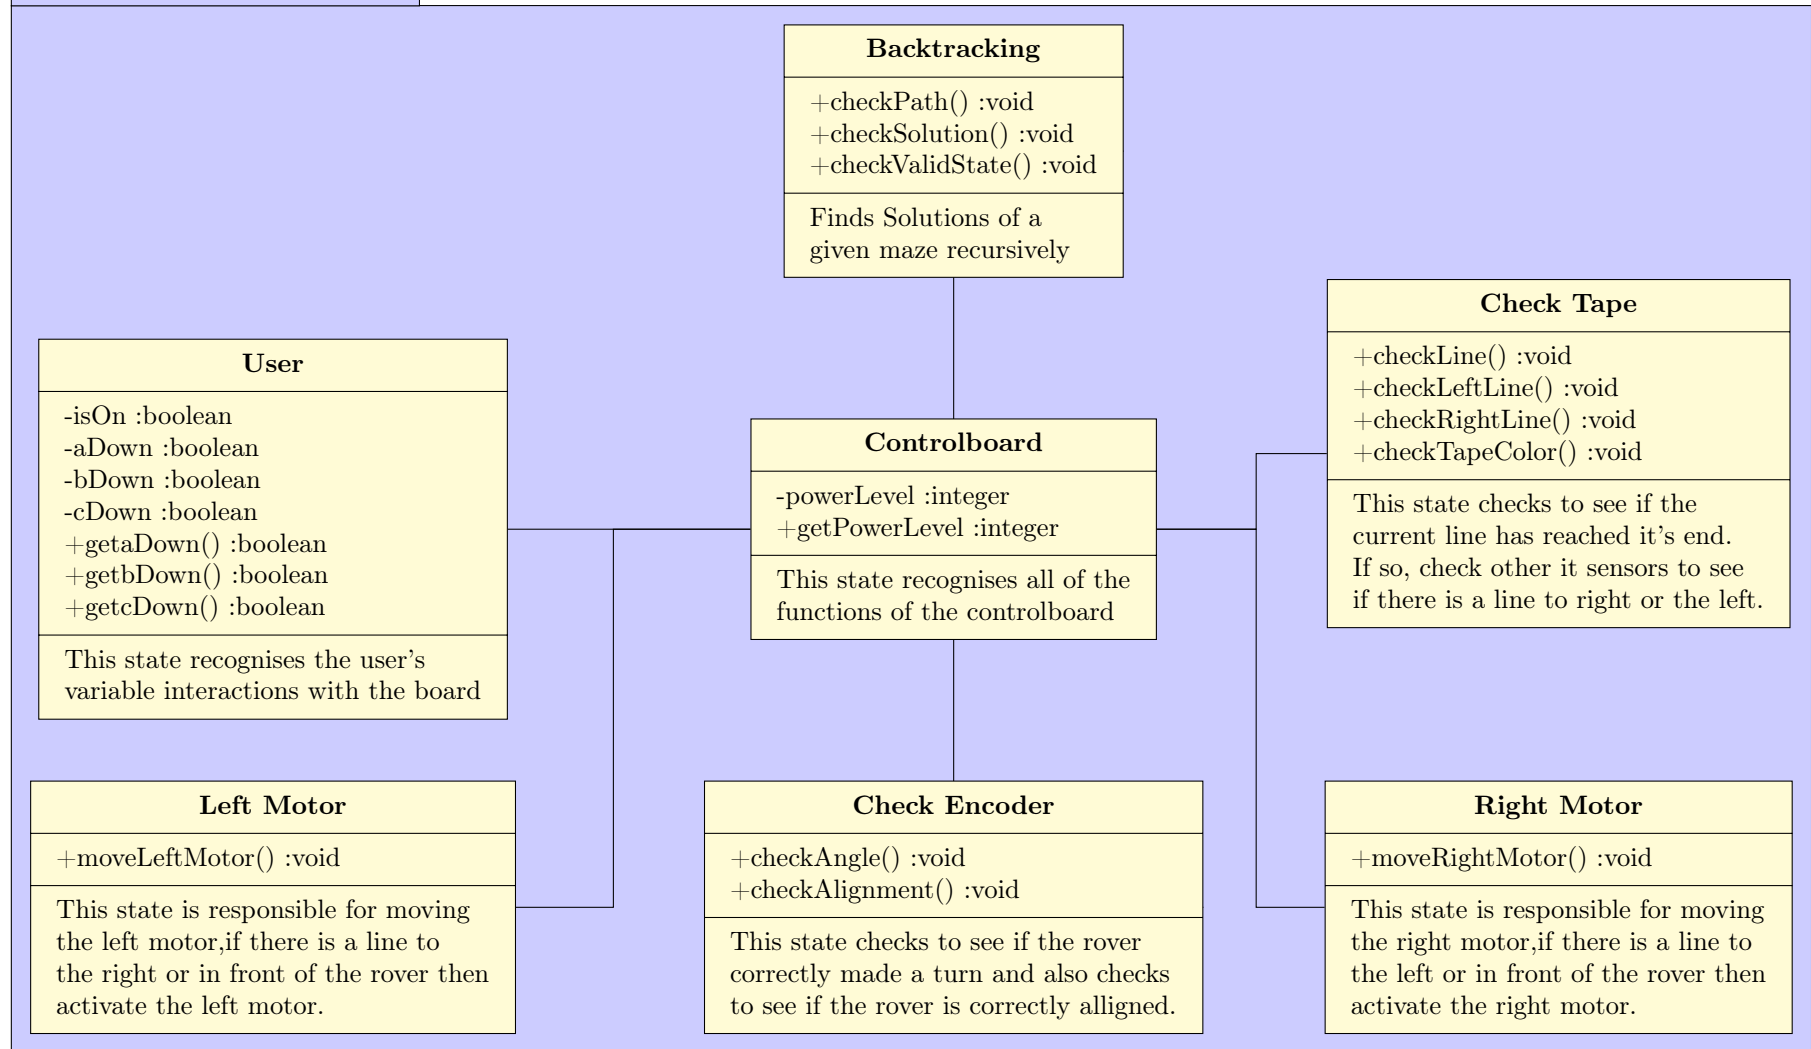 Backtracking
+checkPath() :void
+checkSolution() :void
+checkValidState() :void
Finds Solutions of a
given maze recursively
Check Tape
+checkLine() :void
+checkLeftLine() :void
+checkRightLine() :void
+checkTapeColor() :void
This state checks to see if the
current line has reached it's end.
If so, check other it sensors to see
if there is a line to right or the left.
User
-isOn :boolean
-aDown :boolean
-bDown :boolean
-cDown :boolean
+getaDown() :boolean
+getbDown() :boolean
+getcDown() :boolean
This state recognises the user's
variable interactions with the board
Controlboard
-powerLevel :integer
+getPowerLevel :integer
This state recognises all of the
functions of the controlboard
Left Motor
+moveLeftMotor() :void
This state is responsible for moving
the left motor,if there is a line to
the right or in front of the rover then
activate the left motor.
Check Encoder
+checkAngle() :void
+checkAlignment() :void
This state checks to see if the rover
correctly made a turn and also checks
to see if the rover is correctly alligned.
Right Motor
+moveRightMotor() :void
This state is responsible for moving
the right motor,if there is a line to
the left or in front of the rover then
activate the right motor.